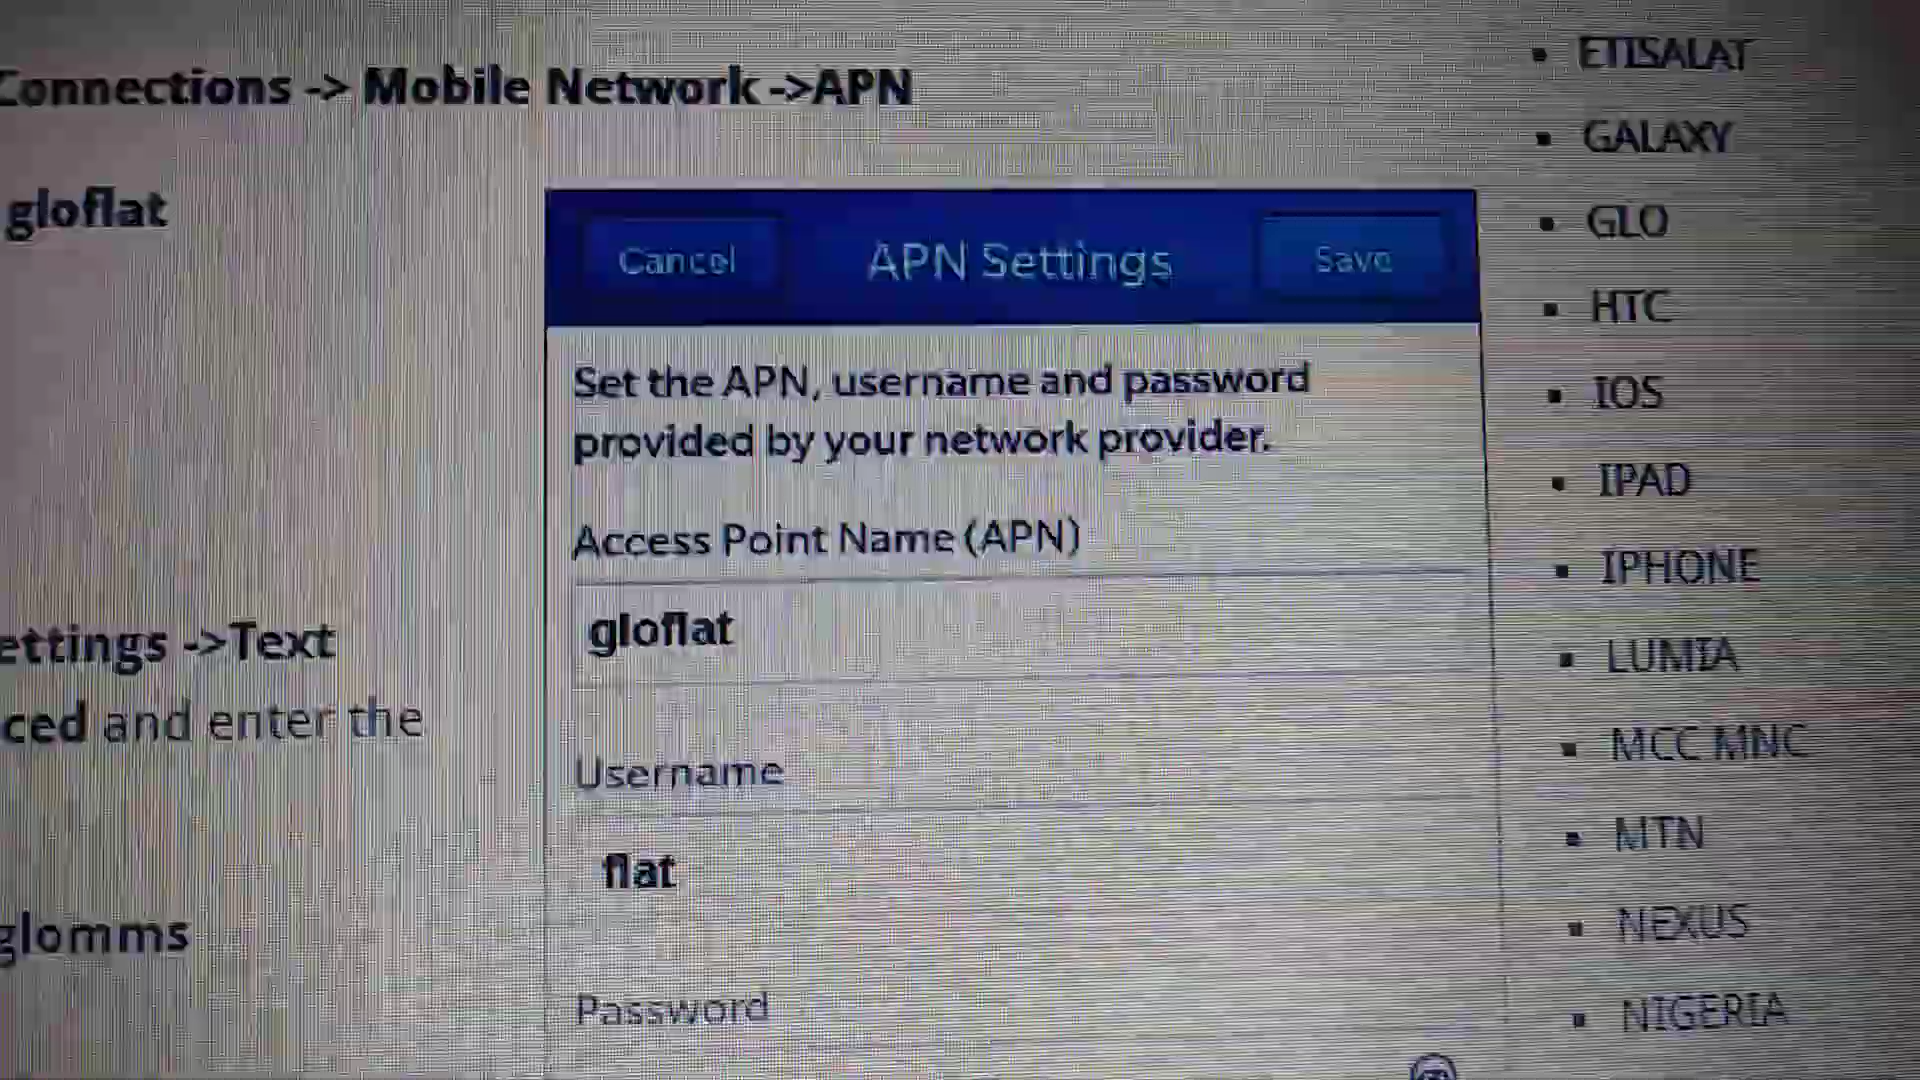 Connections -> Mobile Network ->APN
gloflat
ettings ->Text
ced and enter the
glomms
Cancel
APN Settings
Save
Set the APN, username and password
provided by your network provider.
Access Point Name (APN)
gloflat
Username
flat
Password
ETISALAT
GALAXY
GLO
HTC
IOS
IPAD
IPHONE
LUMIA
MCC MNC
MTN
NEXUS
NIGERIA